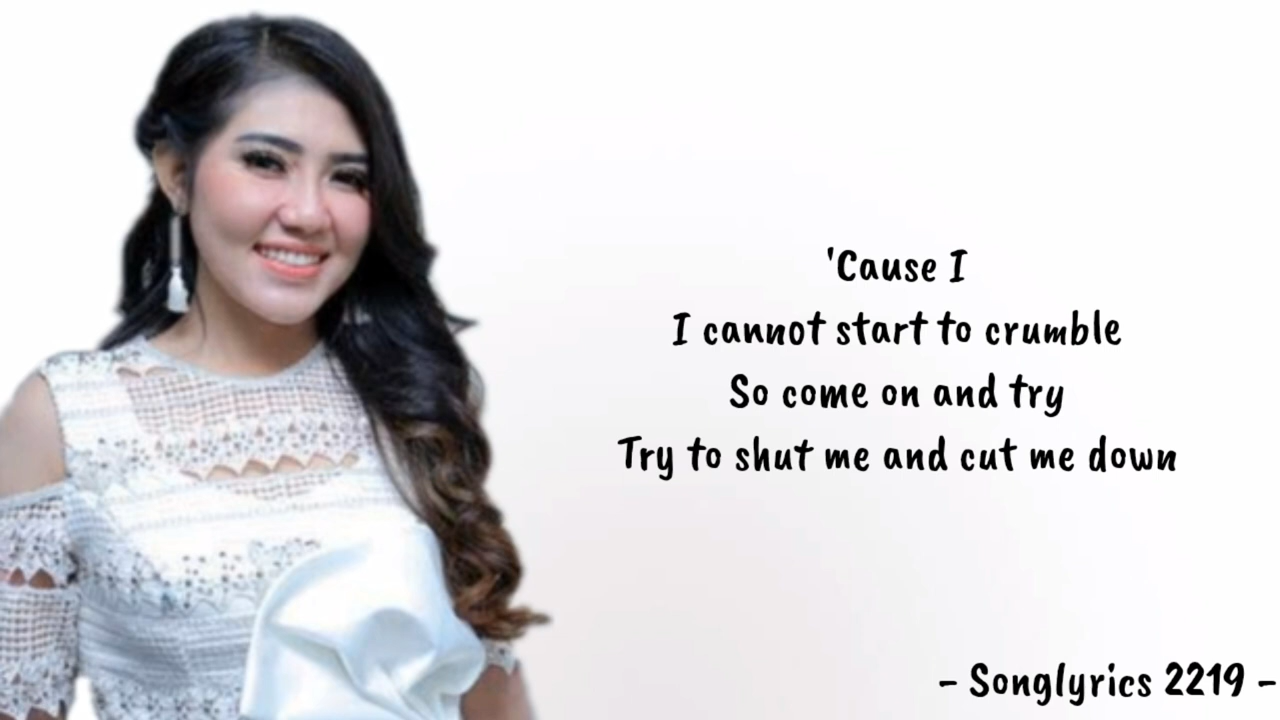 'Cause I
I cannot start to crumble
So come on and try
Try to shut me and cut me down
- Songlyrics 2219 -